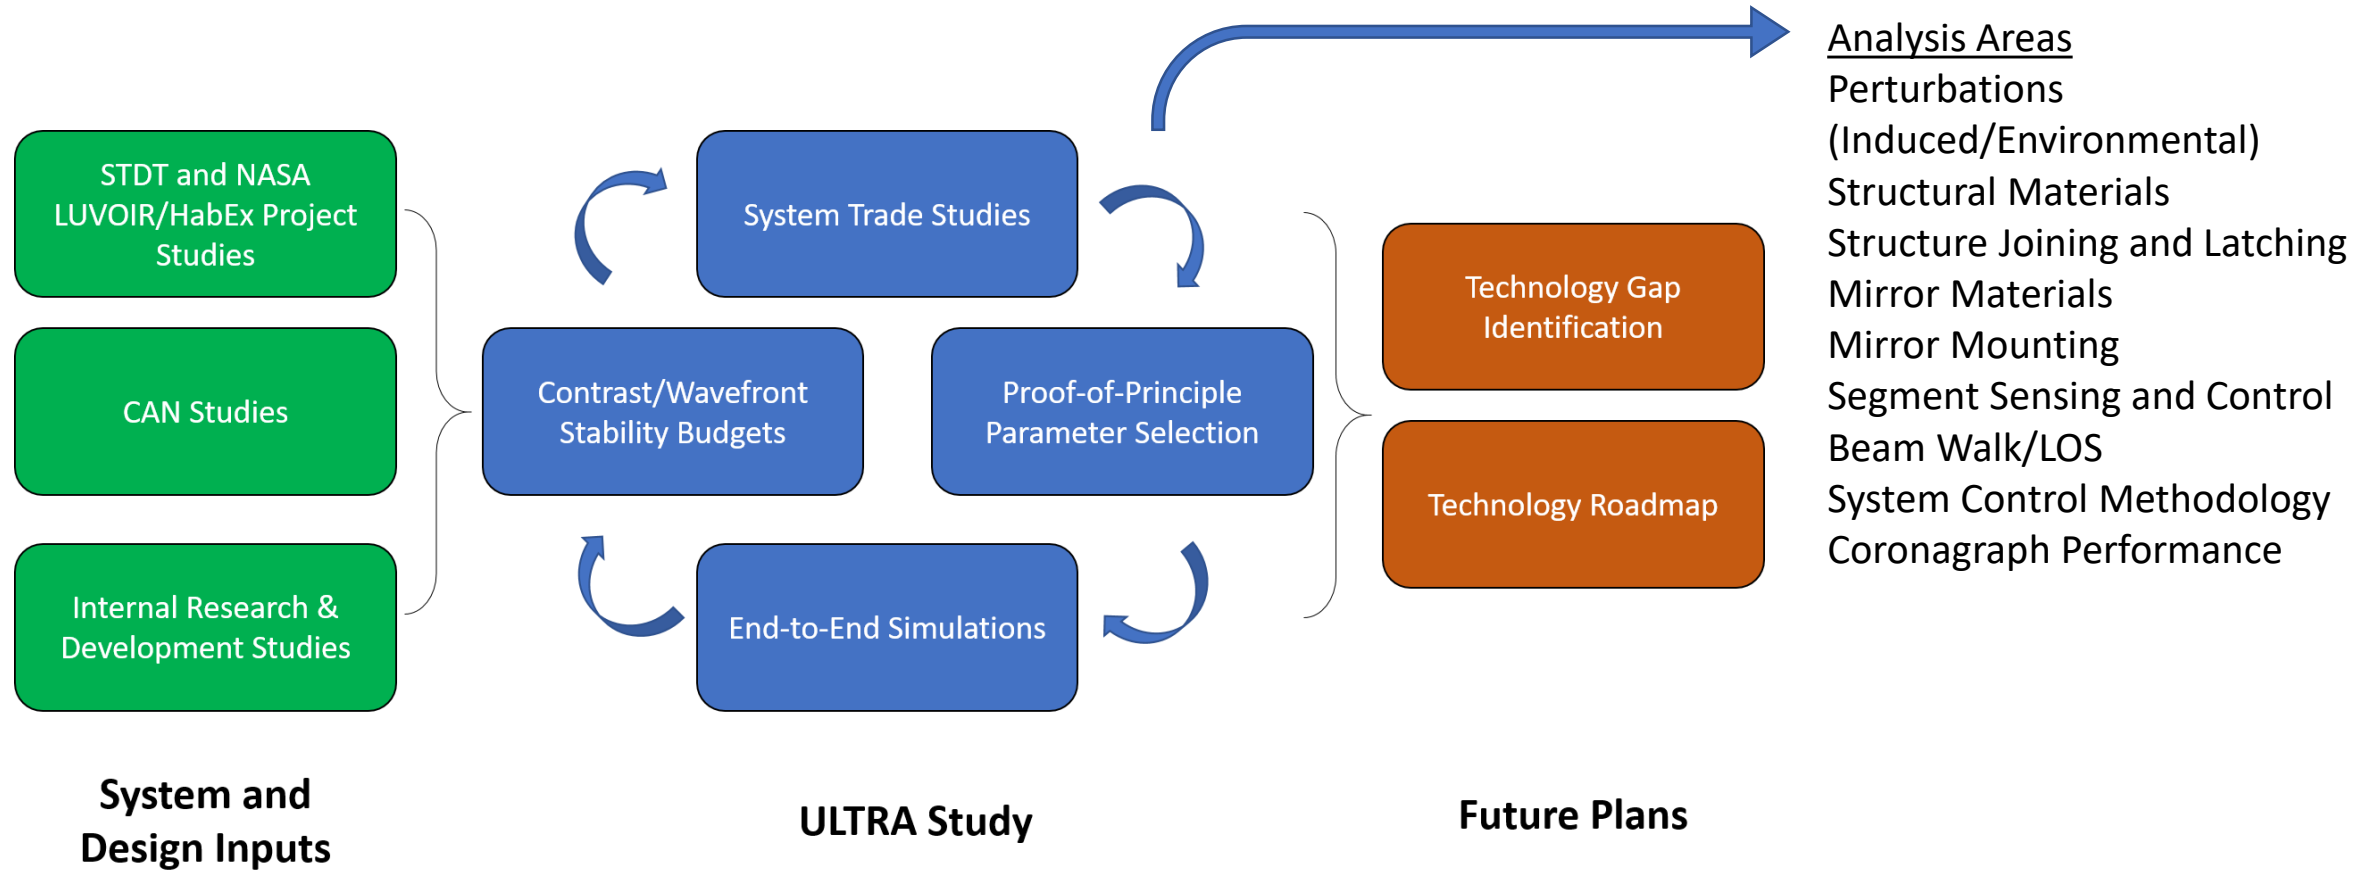 STDT and NASA
LUVOIR/HabEx Project
Studies
CAN Studies
Internal Research &
Development Studies
System and
Design Inputs
System Trade Studies
Contrast/Wavefront
Stability Budgets
Proof-of-Principle
Parameter Selection
End-to-End Simulations
ULTRA Study
Technology Gap
Identification
Technology Roadmap
Future Plans
Analysis Areas
Perturbations
(Induced/Environmental)
Structural Materials
Structure Joining and Latching
Mirror Materials
Mirror Mounting
Segment Sensing and Control
Beam Walk/LOS
System Control Methodology
Coronagraph Performance